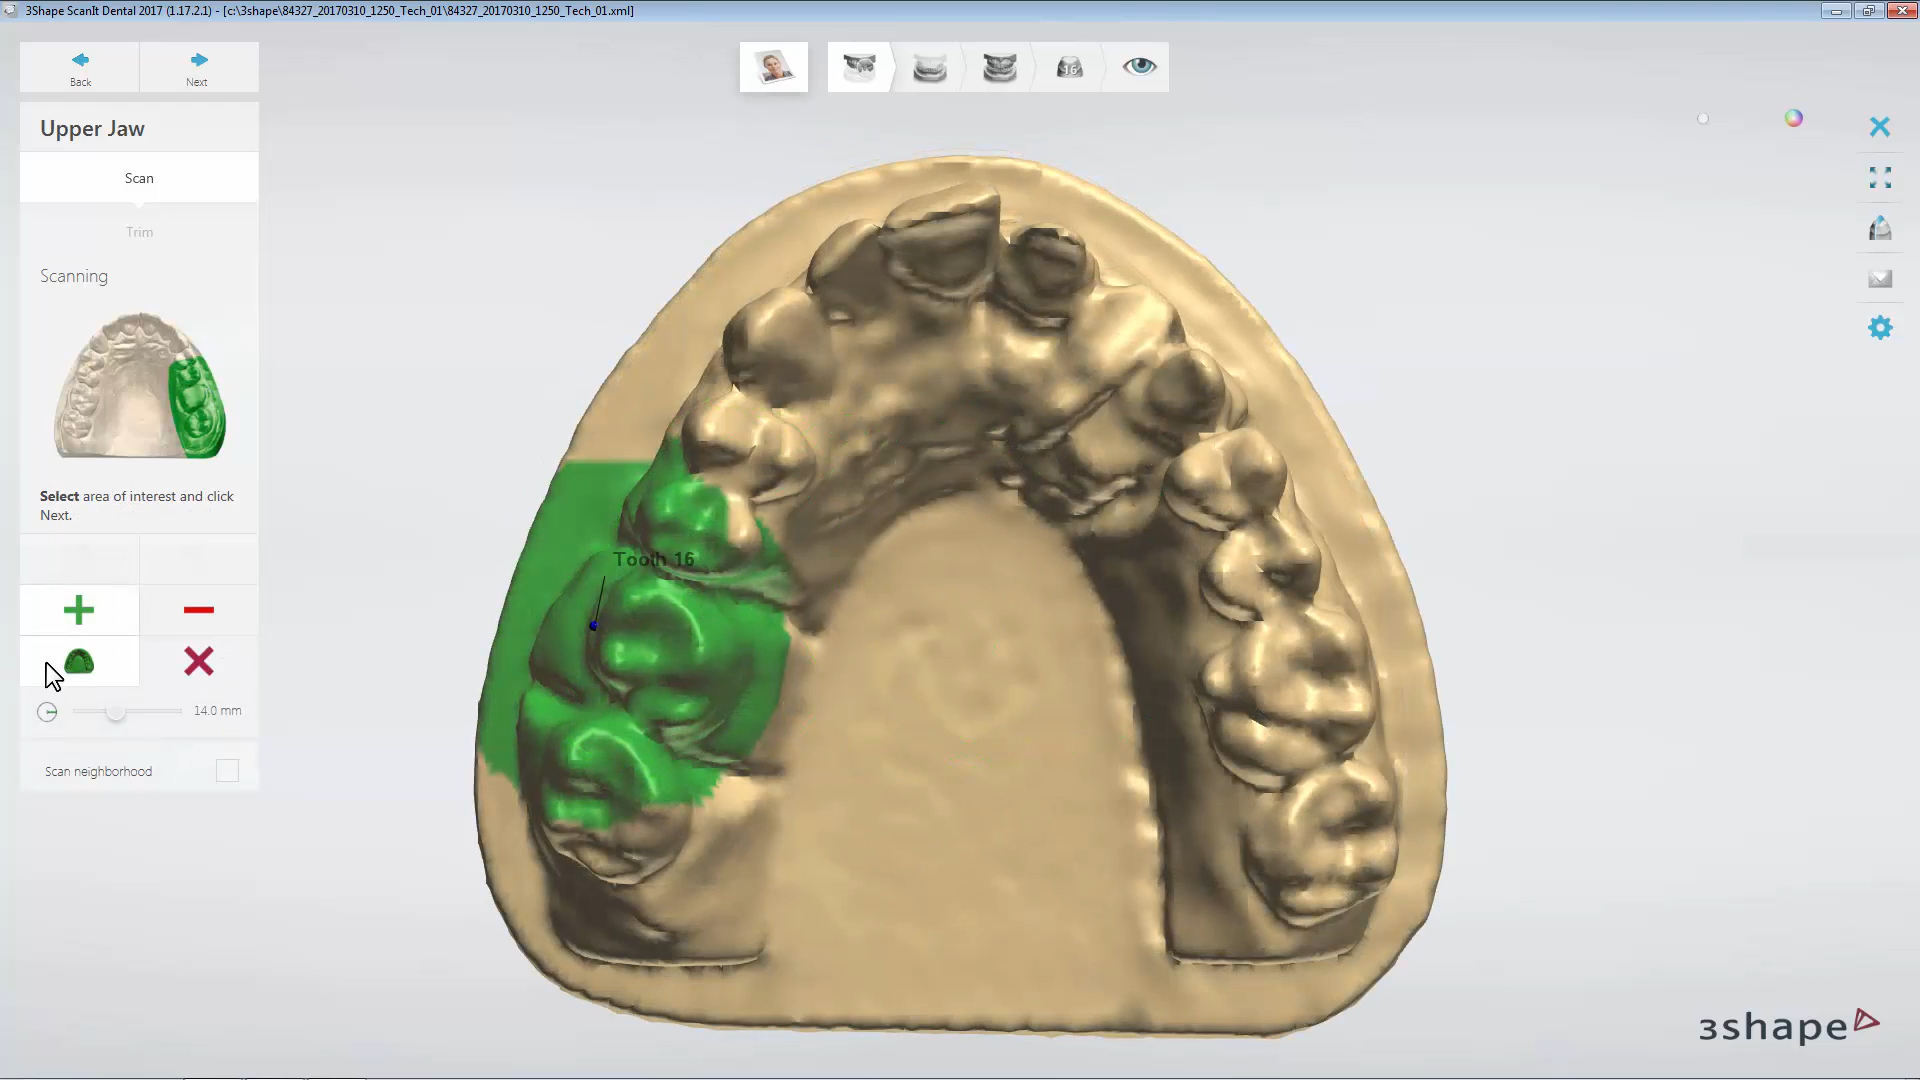 3Shape ScanIt Dental 2017 (1.17.2.1) - [c:\3shape\84327_20170310_1250_Tech_01\84327_20170310_1250_Tech_01.xml]
Back
Next
16
Upper Jaw
Scan
Trim
Scanning
Select area of interest and click
Next.
Tooth 16
14.0 mm
Scan neighborhood
3shape